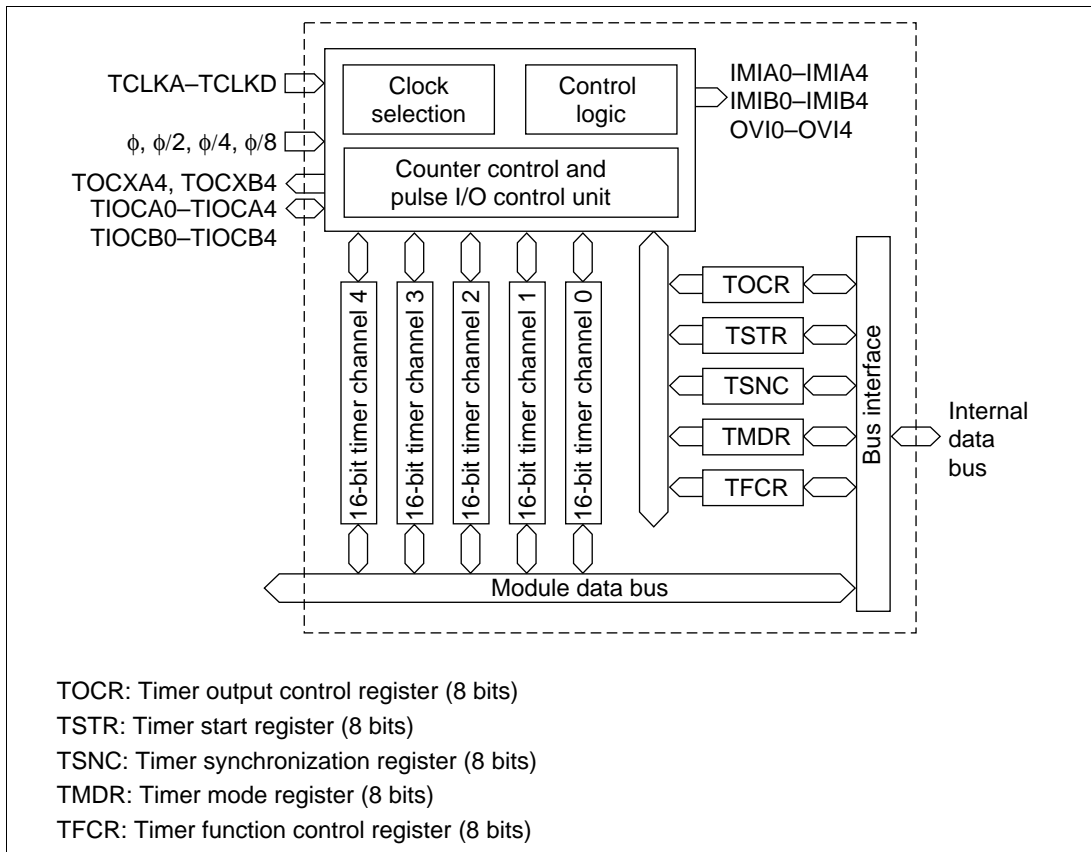 TCLKA–TCLKD
ϕ, ϕ/2, ϕ/4, ϕ/8
TOCXA4, TOCXB4
TIOCA0–TIOCA4
TIOCB0–TIOCB4
Clock
selection
Control
logic
Counter control and
pulse I/O control unit
IMIA0–IMIA4
IMIB0–IMIB4
OVI0–OVI4
16-bit timer channel 4
16-bit timer channel 3
16-bit timer channel 2
16-bit timer channel 1
16-bit timer channel 0
TOCR
TSTR
TSNC
TMDR
TFCR
Bus interface
Internal
data
bus
Module data bus
TOCR: Timer output control register (8 bits)
TSTR: Timer start register (8 bits)
TSNC: Timer synchronization register (8 bits)
TMDR: Timer mode register (8 bits)
TFCR: Timer function control register (8 bits)